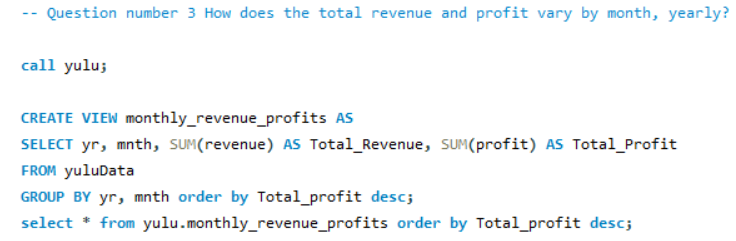 -- Question number 3 How does the total revenue and profit vary by month, yearly?
call yulu;
CREATE VIEW monthly_revenue_profits AS
SELECT yr, mnth, SUM(revenue) AS Total_Revenue, SUM(profit) AS Total_Profit
FROM yuluData
GROUP BY yr, mnth order by Total_profit desc;
select * from yulu.monthly_revenue_profits order by Total_profit desc;